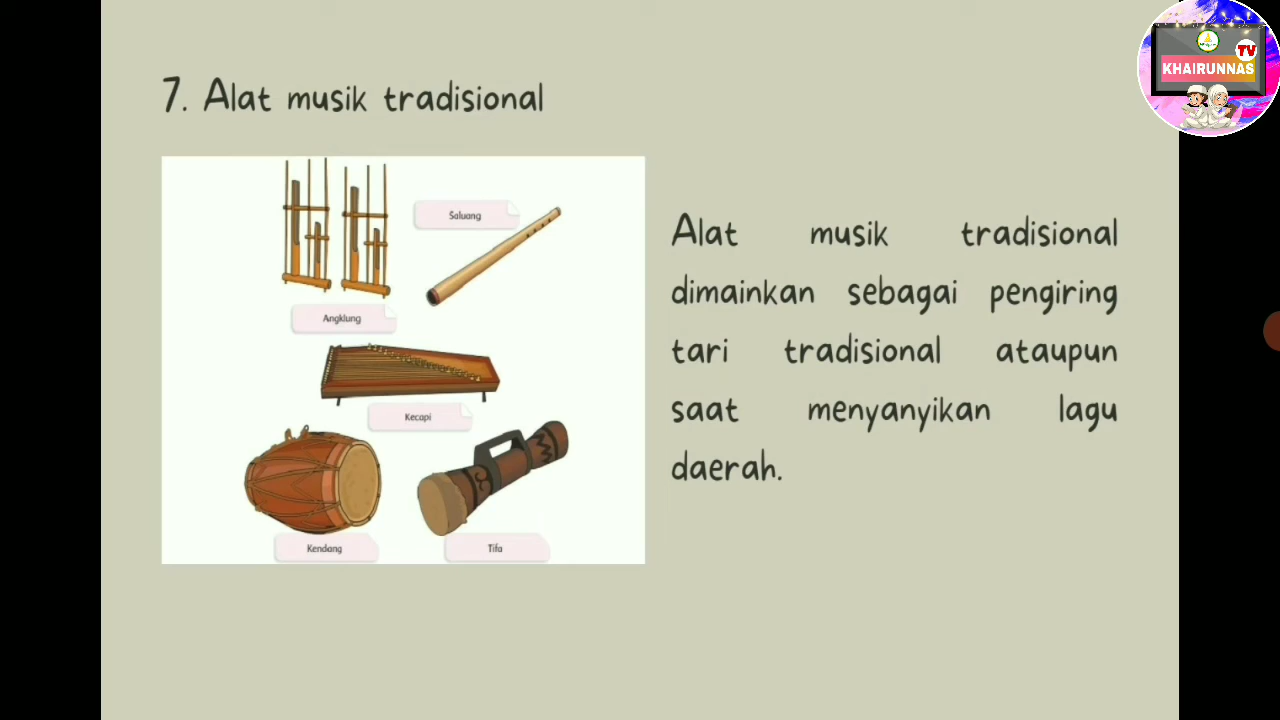 7. Alat musik tradisional
Saluang
Angklung
Kecapi
Kendang
Tifa
Alat musik tradisional
dimainkan sebagai pengiring
tari tradisional ataupun
saat menyanyikan lagu
daerah.
TV
KHAIRUNNAS